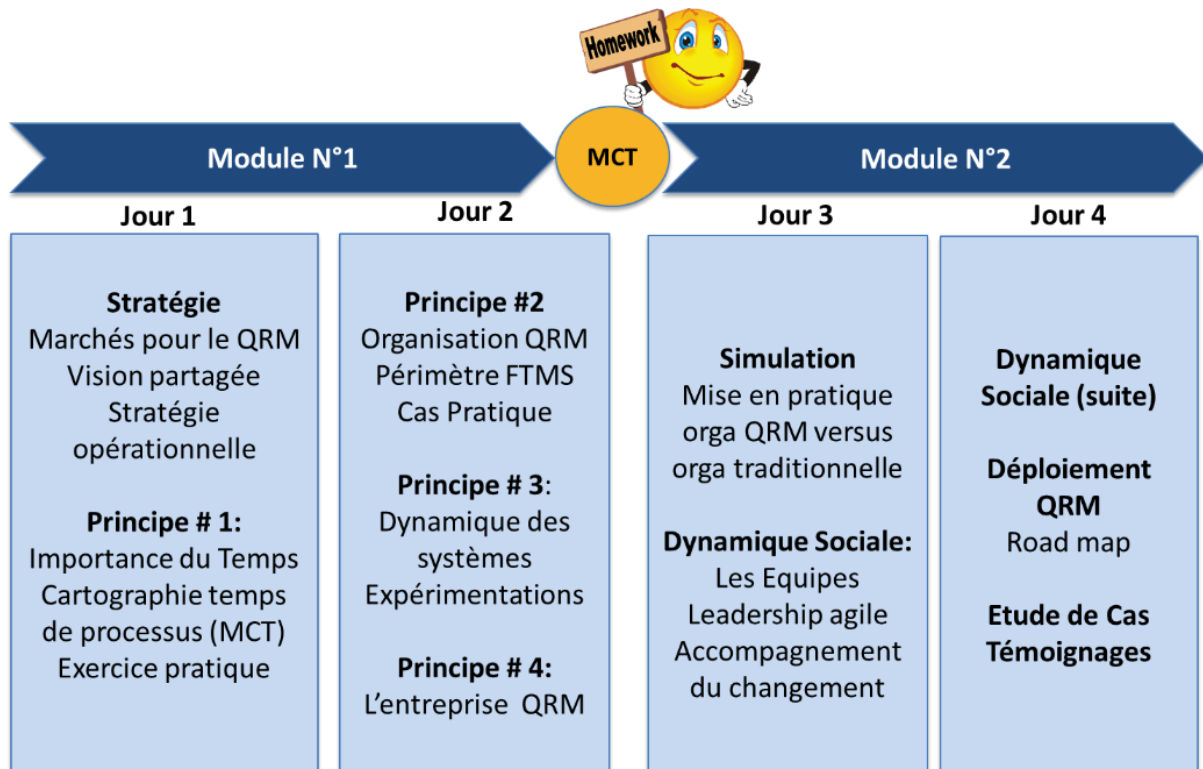 Homework
Module N°1
MCT
Module N°2
Jour 1
Jour 2
Jour 3
Jour 4
Stratégie
Marchés pour le QRM
Vision partagée
Stratégie
opérationnelle
Principe # 1:
Importance du Temps
Cartographie temps
de processus (MCT)
Exercice pratique
Principe #2
Organisation QRM
Périmètre FTMS
Cas Pratique
Principe # 3:
Dynamique des
systèmes
Expérimentations
Principe # 4:
L'entreprise QRM
Simulation
Mise en pratique
orga QRM versus
orga traditionnelle
Dynamique Sociale:
Les Equipes
Leadership agile
Accompagnement
du changement
Dynamique
Sociale (suite)
Déploiement
QRM
Road map
Etude de Cas
Témoignages